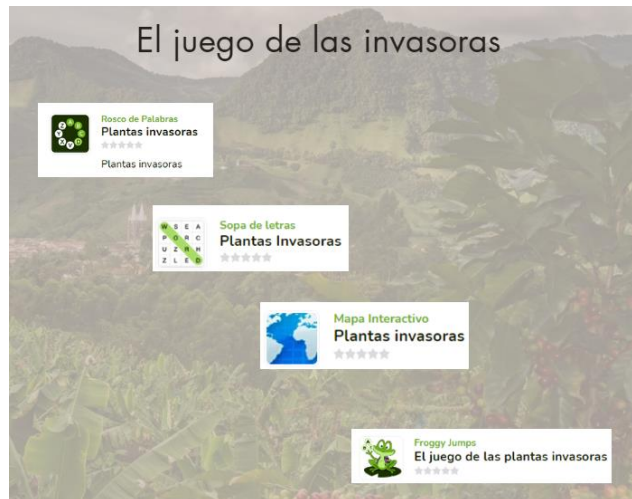 El juego de las invasoras
Rosco de Palabras
Plantas invasoras
Plantas invasoras
Sopa de letras
Plantas Invasoras
W S E A
P O R C
U Z R H
Z L E D
Mapa Interactivo
Plantas invasoras
Froggy Jumps
El juego de las plantas invasoras